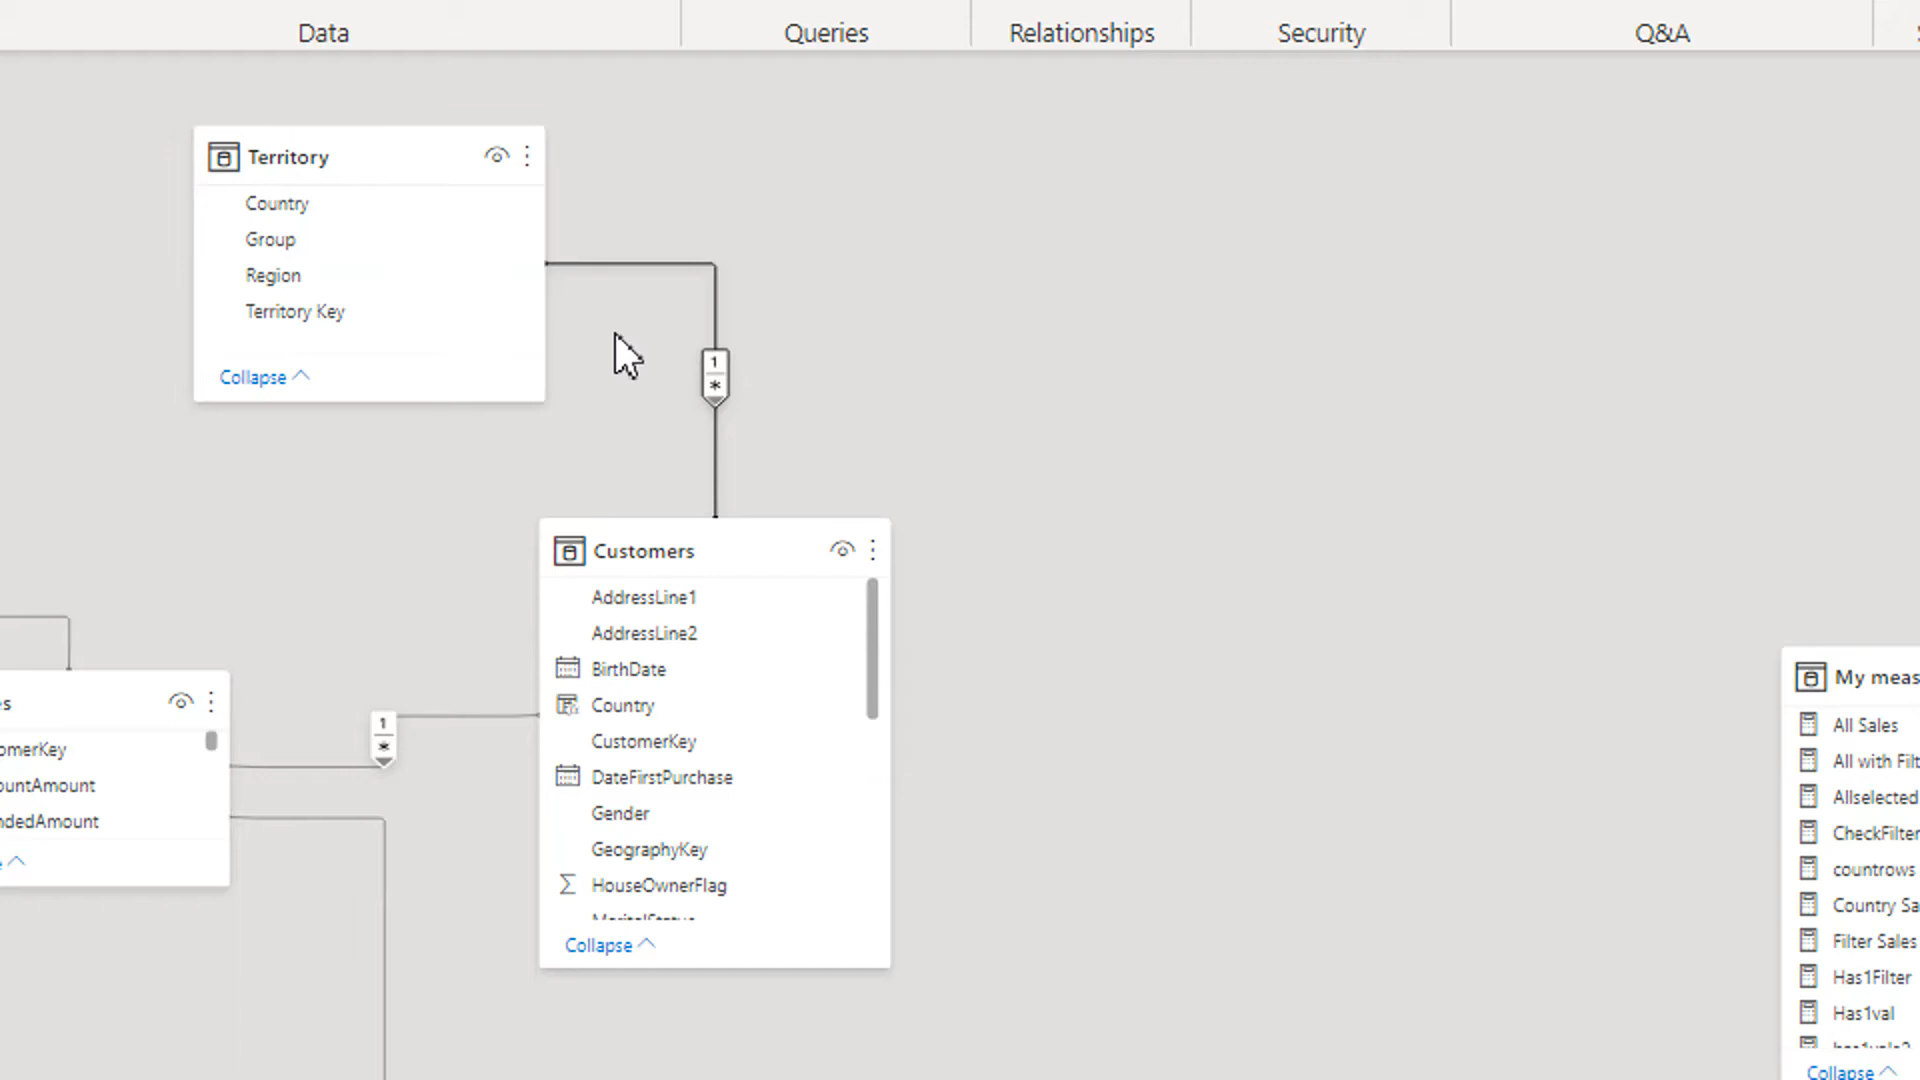 Data
Queries
Relationships
Security
Q&A
Territory
Country
Group
Region
Territory Key
Collapse
1
*
Customers
AddressLine1
AddressLine2
BirthDate
Country
CustomerKey
DateFirstPurchase
Gender
GeographyKey
HouseOwnerFlag
MaritalStatus
Collapse
1
*
s
omerKey
ountAmount
ndedAmount
My meas
All Sales
All with Filt
Allselected
CheckFilter
countrows
Country Sa
Filter Sales
Has1Filter
Has1val
Collapse